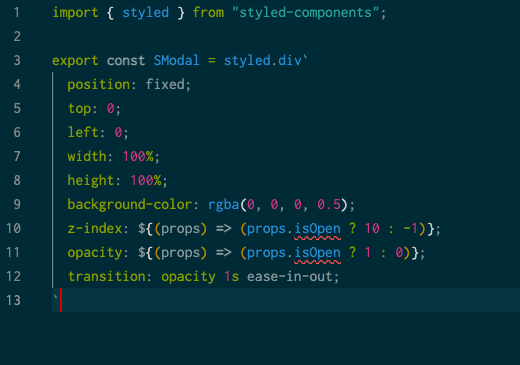 1 import { styled } from "styled-components";
2
3 export const SModal = styled.div`
4 position: fixed;
5 top: 0;
6 left: 0;
7 width: 100%;
8 height: 100%;
9 background-color: rgba(0, 0, 0, 0.5);
10 z-index: ${(props) => (props.isOpen ? 10 : -1)};
11 opacity: ${(props) => (props.isOpen ? 1 : 0)};
12 transition: opacity 1s ease-in-out;
13 `